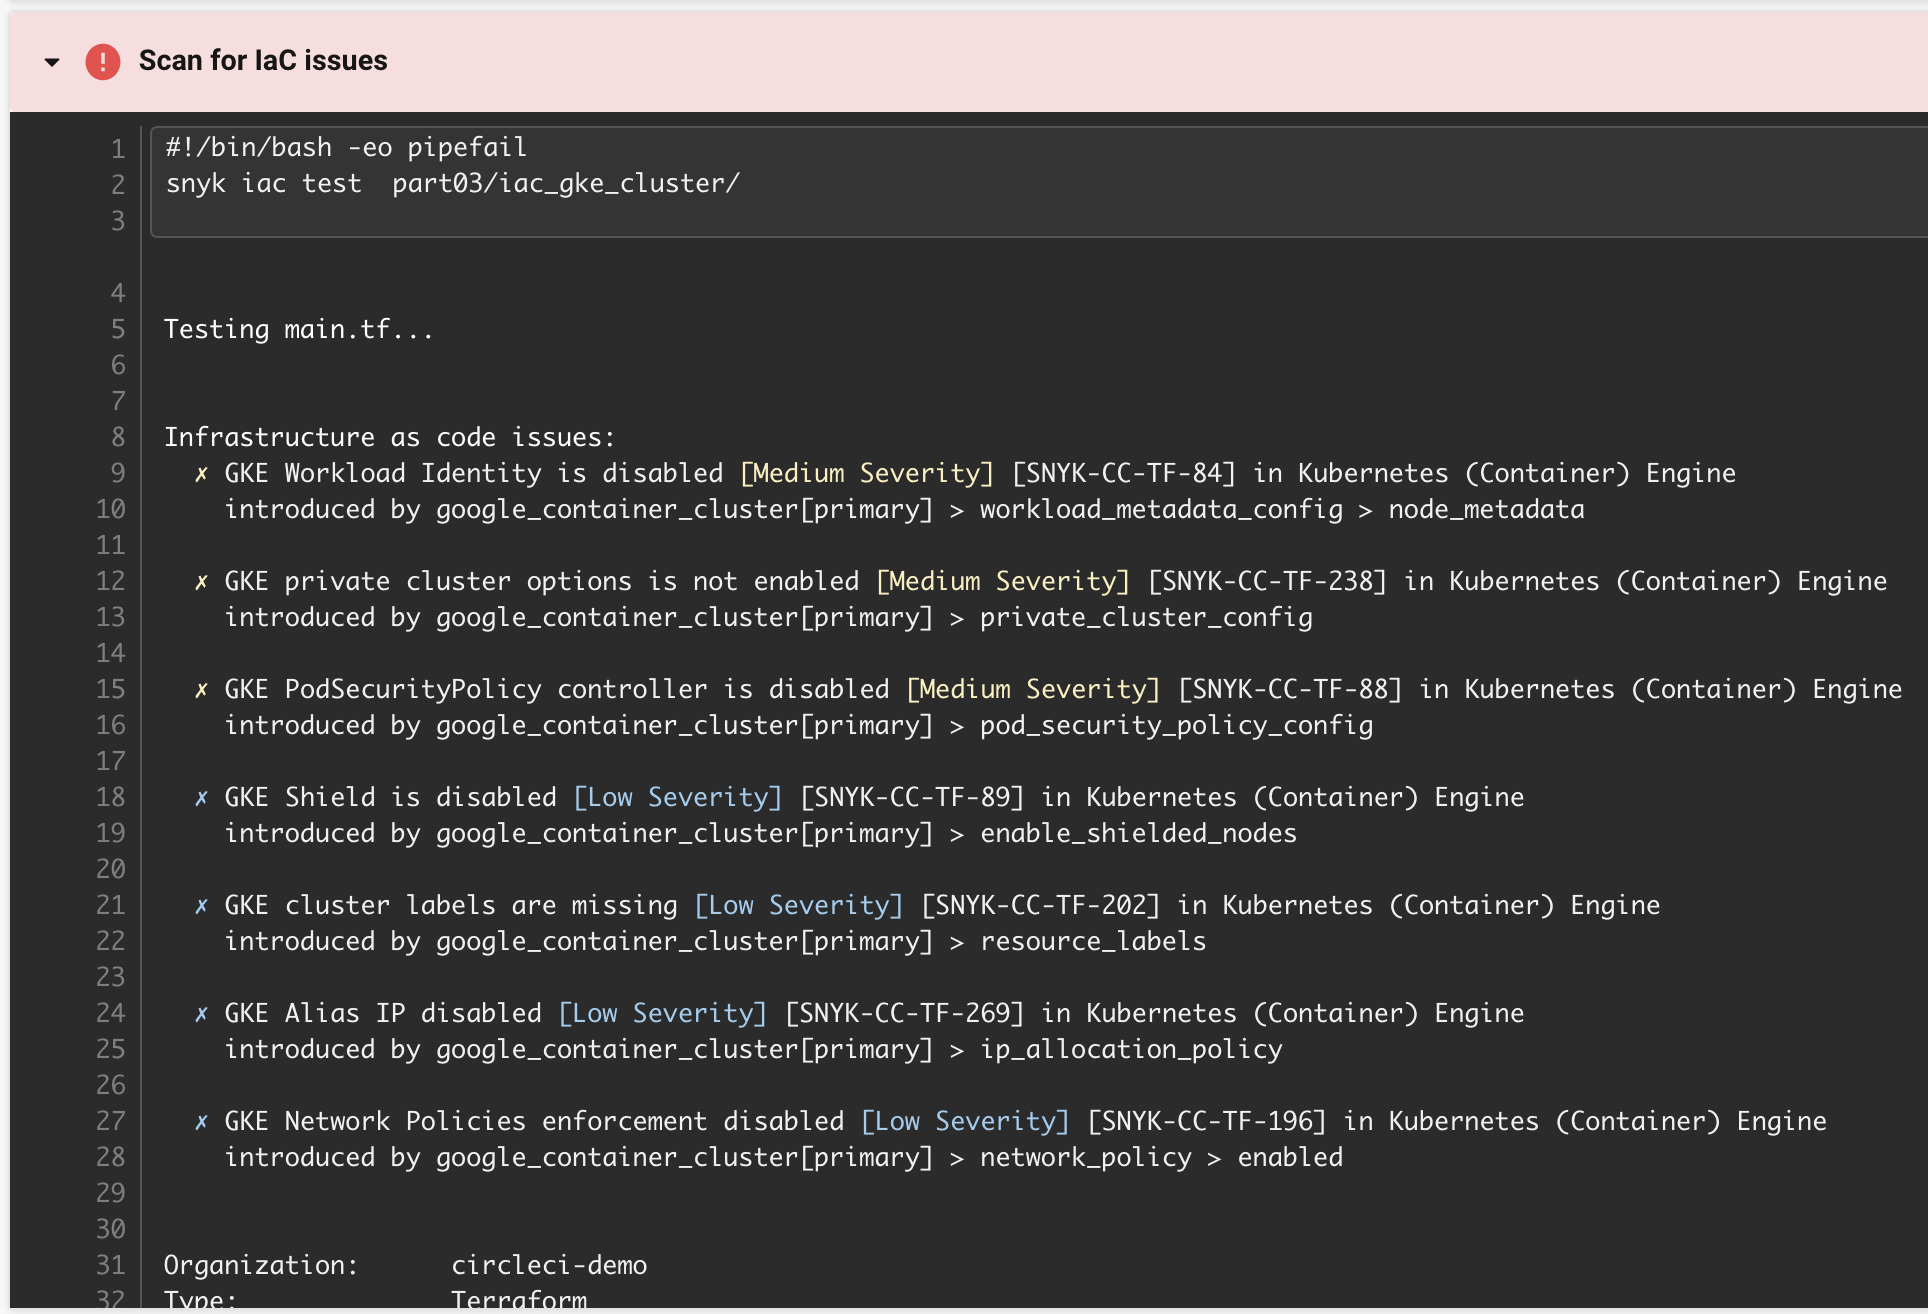 Scan for IaC issues
1 #!/bin/bash -eo pipefail
2 snyk iac test  part03/iac_gke_cluster/
3
4
5 Testing main.tf...
6
7
8 Infrastructure as code issues:
9 ✗ GKE Workload Identity is disabled [Medium Severity] [SNYK-CC-TF-84] in Kubernetes (Container) Engine
10 introduced by google_container_cluster[primary] > workload_metadata_config > node_metadata
11
12 ✗ GKE private cluster options is not enabled [Medium Severity] [SNYK-CC-TF-238] in Kubernetes (Container) Engine
13 introduced by google_container_cluster[primary] > private_cluster_config
14
15 ✗ GKE PodSecurityPolicy controller is disabled [Medium Severity] [SNYK-CC-TF-88] in Kubernetes (Container) Engine
16 introduced by google_container_cluster[primary] > pod_security_policy_config
17
18 ✗ GKE Shield is disabled [Low Severity] [SNYK-CC-TF-89] in Kubernetes (Container) Engine
19 introduced by google_container_cluster[primary] > enable_shielded_nodes
20
21 ✗ GKE cluster labels are missing [Low Severity] [SNYK-CC-TF-202] in Kubernetes (Container) Engine
22 introduced by google_container_cluster[primary] > resource_labels
23
24 ✗ GKE Alias IP disabled [Low Severity] [SNYK-CC-TF-269] in Kubernetes (Container) Engine
25 introduced by google_container_cluster[primary] > ip_allocation_policy
26
27 ✗ GKE Network Policies enforcement disabled [Low Severity] [SNYK-CC-TF-196] in Kubernetes (Container) Engine
28 introduced by google_container_cluster[primary] > network_policy > enabled
29
30
31 Organization: circleci-demo
32 Type: Terraform